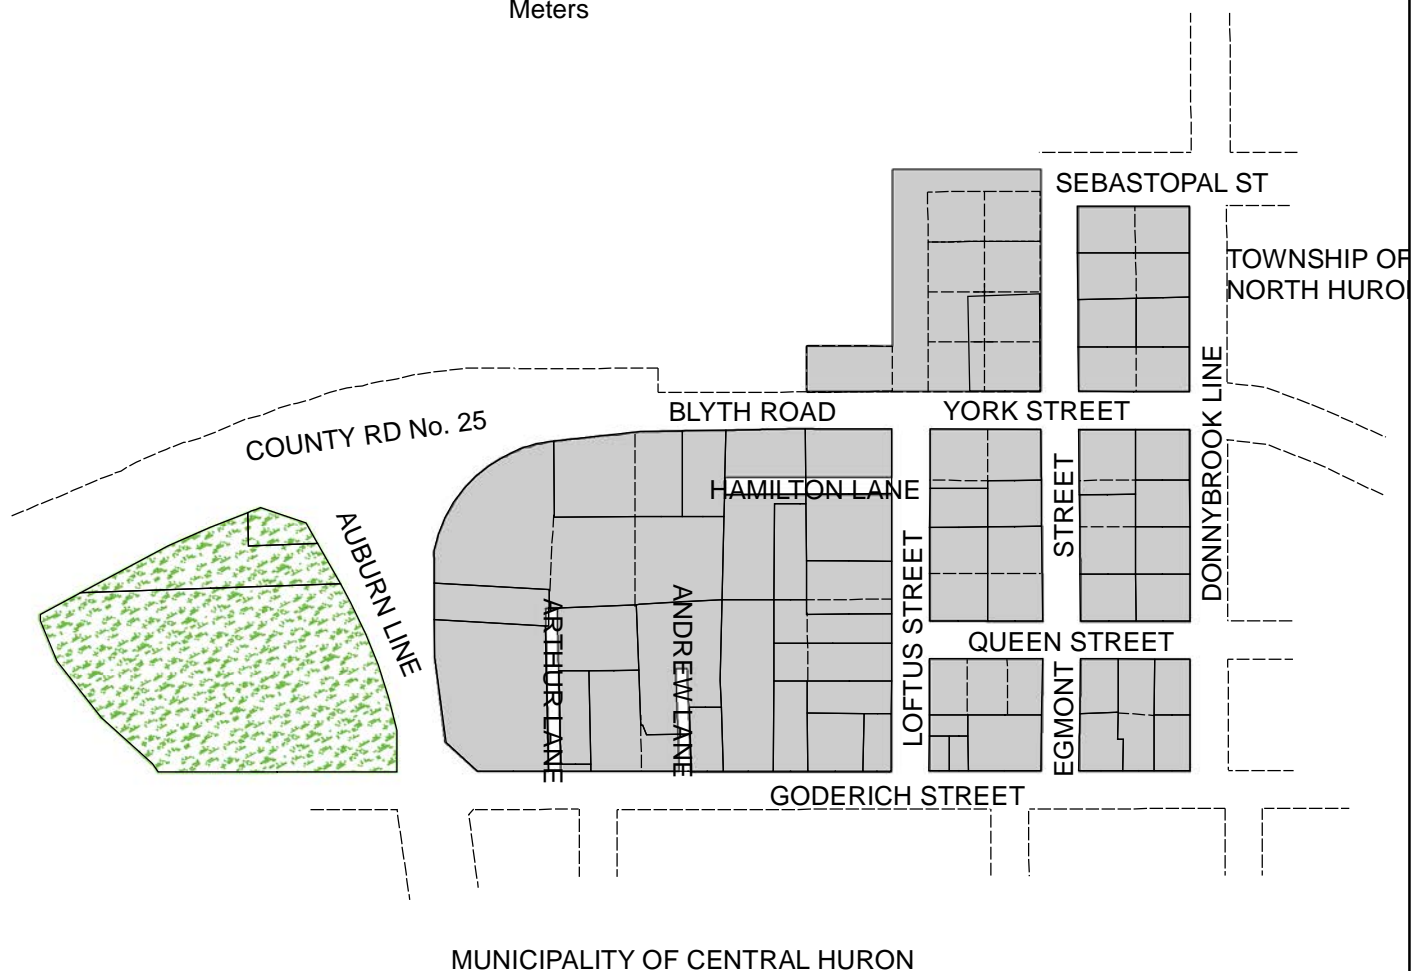 Meters
SEBASTOPAL ST
TOWNSHIP OF
NORTH HURO
BLYTH ROAD
YORK STREET
COUNTY RD No. 25
DONNYBROOK LINE
HAMILTON LANE
STREET
AUBURN LINE
LOFTUS STREET
ARTHUR LANE
ANDREW LANE
QUEEN STREET
EGMONT
GODERICH STREET
MUNICIPALITY OF CENTRAL HURON